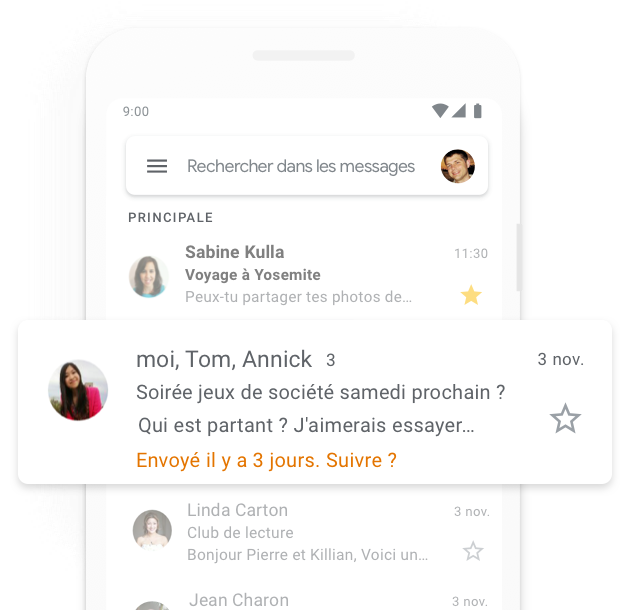 9:00
Rechercher dans les messages
PRINCIPALE
Sabine Kulla 11:30
Voyage à Yosemite
Peux-tu partager tes photos de…
moi, Tom, Annick 3 3 nov.
Soirée jeux de société samedi prochain ?
Qui est partant ? J'aimerais essayer…
Envoyé il y a 3 jours. Suivre ?
Linda Carton 3 nov.
Club de lecture
Bonjour Pierre et Killian, Voici un…
Jean Charon 3 nov.